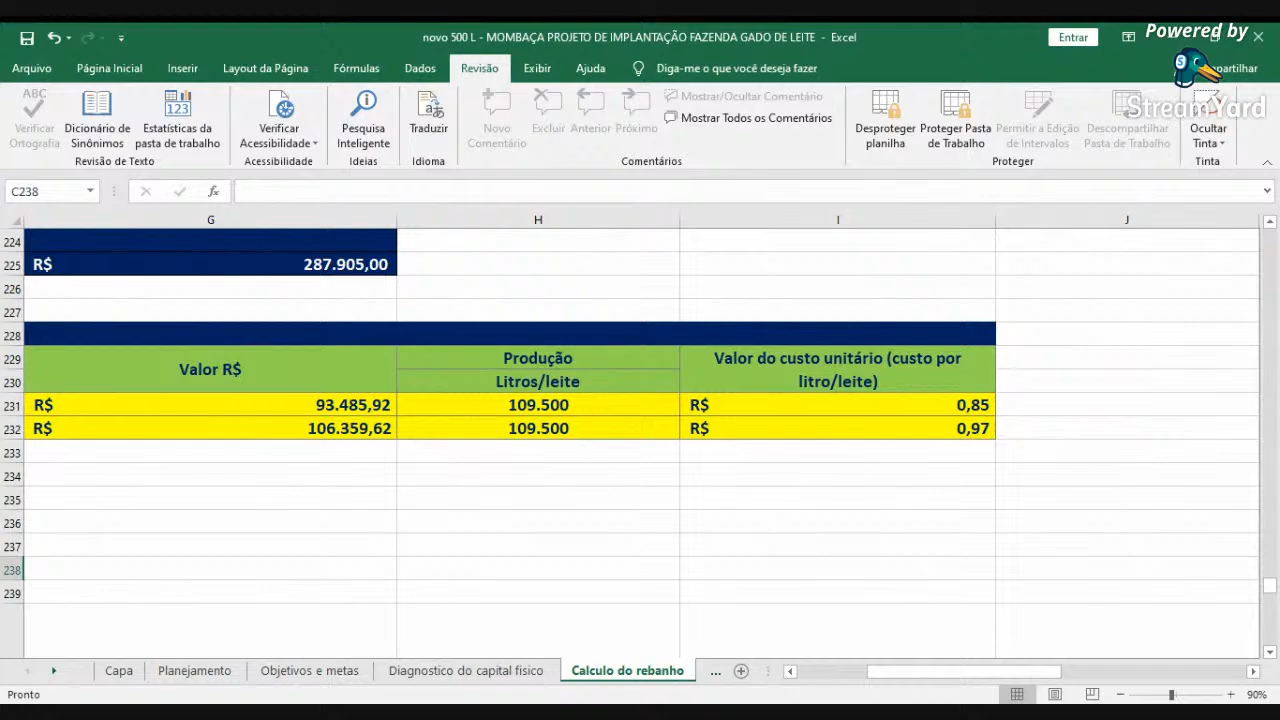 novo 500 L - MOMBAÇA PROJETO DE IMPLANTAÇÃO FAZENDA GADO DE LEITE - Excel
Entrar
Powered by
StreamYard
Arquivo Página Inicial Inserir Layout da Página Fórmulas Dados Revisão Exibir Ajuda Diga-me o que você deseja fazer
Verificar Ortografia
Dicionário de Sinônimos
Estatísticas da pasta de trabalho
Revisão de Texto
Verificar Acessibilidade
Acessibilidade
Pesquisa Inteligente
Ideias
Traduzir
Idioma
Novo Comentário
Excluir
Anterior
Próximo
Mostrar/Ocultar Comentário
Mostrar Todos os Comentários
Comentários
Desproteger planilha
Proteger Pasta de Trabalho
Permitir a Edição de Intervalos
Descompartilhar Pasta de Trabalho
Proteger
Ocultar Tinta
Tinta
C238
fx
G H I J
224
225 R$ 287.905,00
226
227
228
229 Valor R$ Produção Valor do custo unitário (custo por
230 Litros/leite litro/leite)
231 R$ 93.485,92 109.500 R$ 0,85
232 R$ 106.359,62 109.500 R$ 0,97
233
234
235
236
237
238
239
... Capa Planejamento Objetivos e metas Diagnostico do capital fisico Calculo do rebanho ...
Pronto
90%